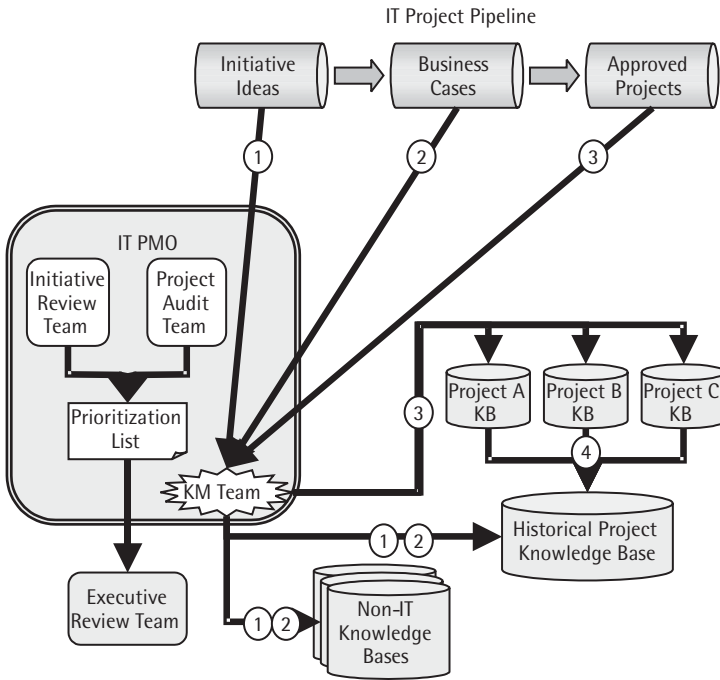 IT Project Pipeline
Initiative
Ideas
Business
Cases
Approved
Projects
1
2
3
IT PMO
Initiative
Review
Team
Project
Audit
Team
Prioritization
List
KM Team
Executive
Review Team
3
Project A
KB
Project B
KB
Project C
KB
4
Historical Project
Knowledge Base
1 2
1 2
Non-IT
Knowledge
Bases